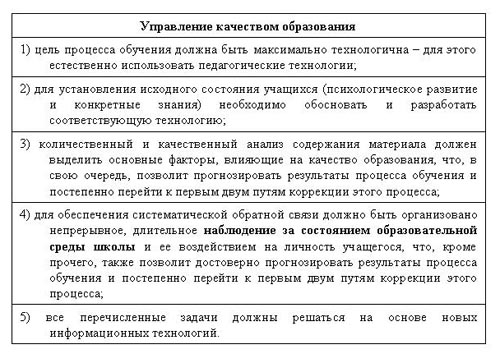 Управление качеством образования
1) цель процесса обучения должна быть максимально технологична – для этого
естественно использовать педагогические технологии;
2) для установления исходного состояния учащихся (психологическое развитие
и конкретные знания) необходимо обосновать и разработать
соответствующую технологию;
3) количественный и качественный анализ содержания материала должен
выделить основные факторы, влияющие на качество образования, что, в
свою очередь, позволит прогнозировать результаты процесса обучения и
постепенно перейти к первым двум путям коррекции этого процесса;
4) для обеспечения систематической обратной связи должно быть организовано
непрерывное, длительное наблюдение за состоянием образовательной
среды школы и ее воздействием на личность учащегося, что, кроме
прочего, также позволит достоверно прогнозировать результаты процесса
обучения и постепенно перейти к первым двум путям коррекции этого
процесса;
5) все перечисленные задачи должны решаться на основе новых
информационных технологий.